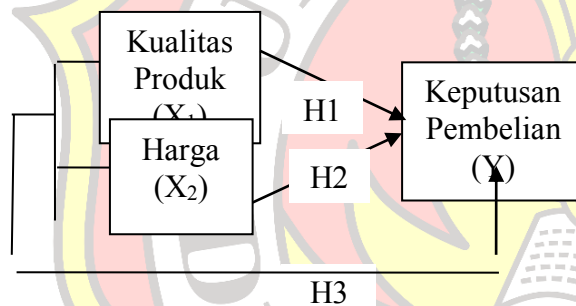 Kualitas
Produk
(X₁)
H1
Keputusan
Pembelian
(Y)
Harga
(X₂)
H2
H3